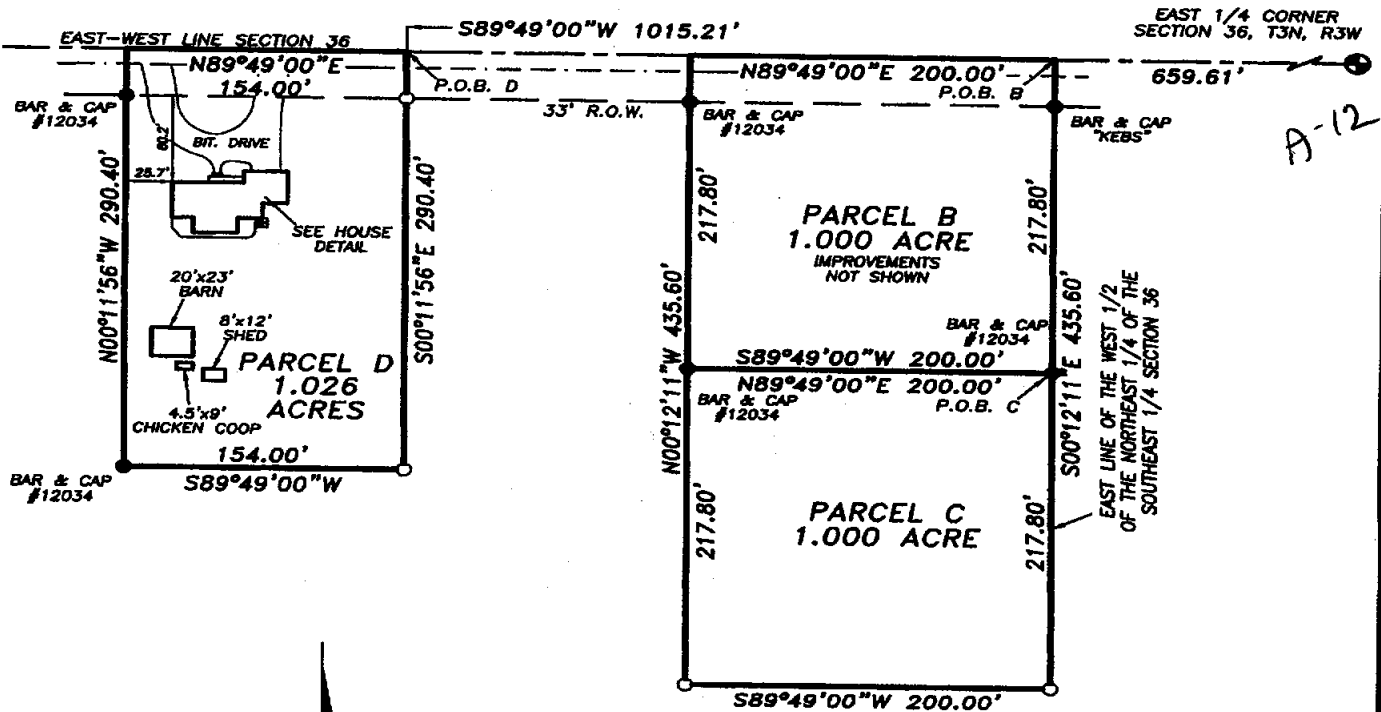 EAST 1/4 CORNER
SECTION 36, T3N, R3W
S89°49'00"W 1015.21'
EAST-WEST LINE SECTION 36
N89°49'00"E
154.00'
P.O.B. D
N89°49'00"E 200.00'
P.O.B. B
659.61'
A-12
BAR & CAP
#12034
33' R.O.W.
BAR & CAP
#12034
BAR & CAP
"KEBS"
60.2'
BIT. DRIVE
25.7'
SEE HOUSE
DETAIL
N00°11'56"W 290.40'
S00°11'56"E 290.40'
20'x23'
BARN
8'x12'
SHED
PARCEL D
1.026
ACRES
4.5'x9'
CHICKEN COOP
154.00'
S89°49'00"W
BAR & CAP
#12034
217.80'
PARCEL B
1.000 ACRE
IMPROVEMENTS
NOT SHOWN
217.80'
N00°12'11"W 435.60'
S00°12'11"E 435.60'
BAR & CAP
#12034
S89°49'00"W 200.00'
N89°49'00"E 200.00'
BAR & CAP
#12034
P.O.B. C
EAST LINE OF THE WEST 1/2
OF THE NORTHEAST 1/4 OF THE
SOUTHEAST 1/4 SECTION 36
217.80'
PARCEL C
1.000 ACRE
217.80'
S89°49'00"W 200.00'